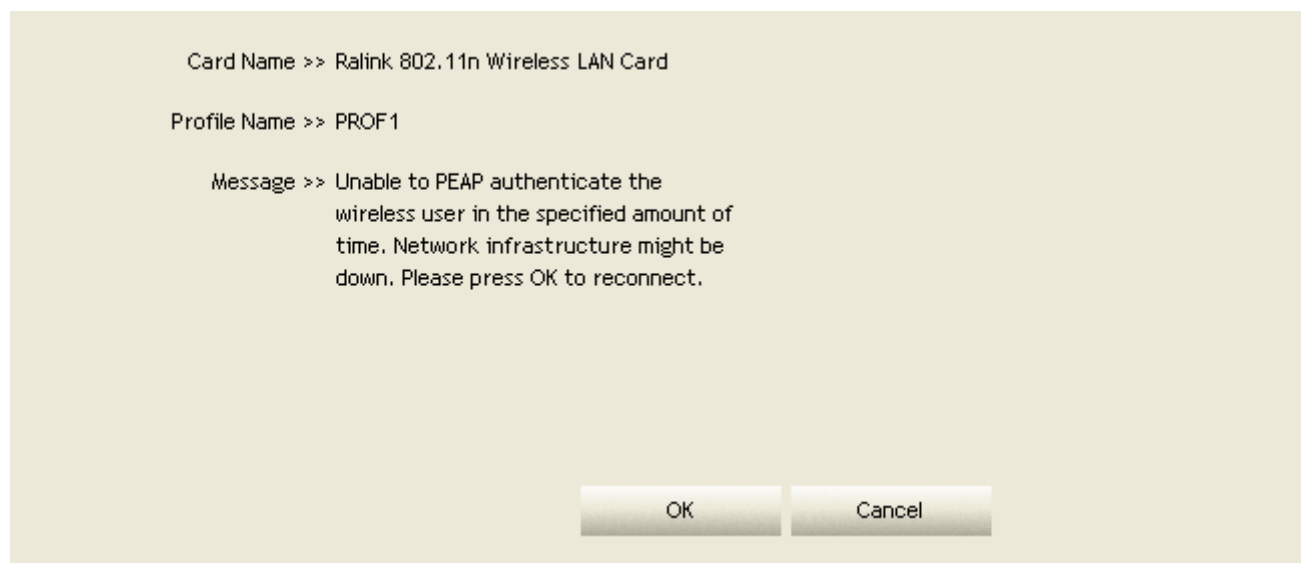 Card Name >> Ralink 802.11n Wireless LAN Card
Profile Name >> PROF1
Message >> Unable to PEAP authenticate the
wireless user in the specified amount of
time. Network infrastructure might be
down. Please press OK to reconnect.
OK Cancel